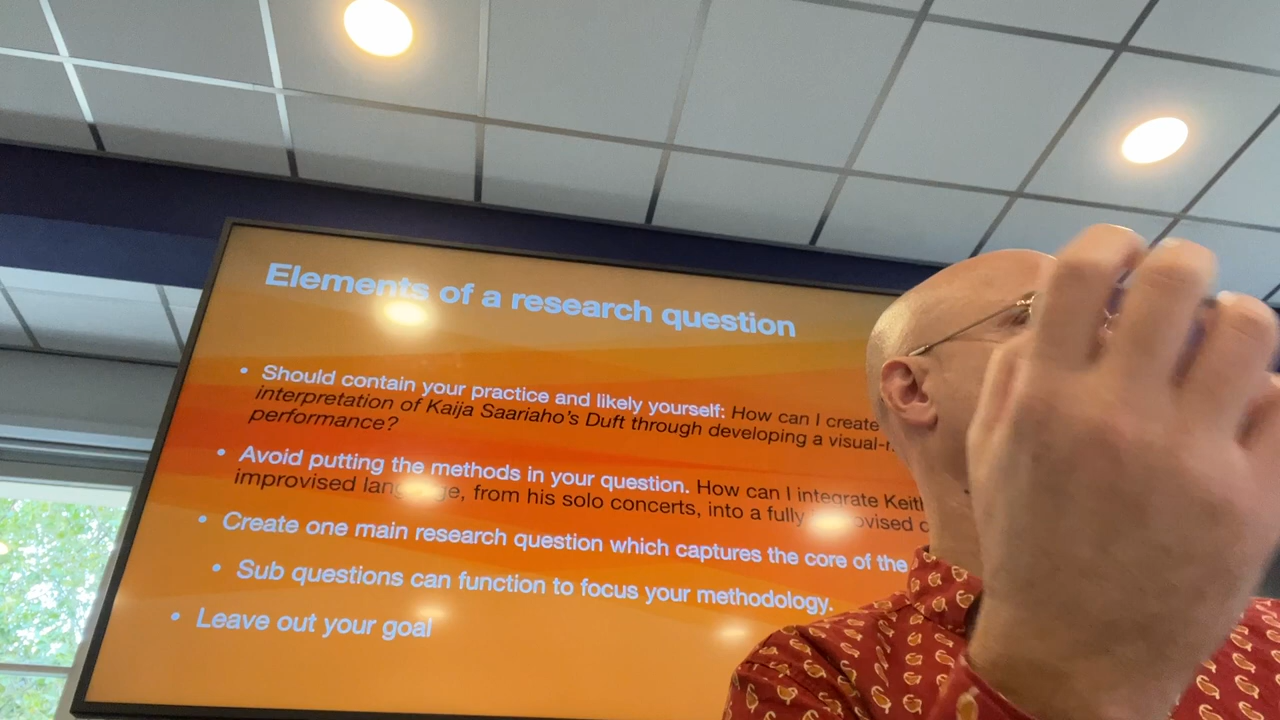 Elements of a research question
• Should contain your practice and likely yourself: How can I create
interpretation of Kaija Saariaho's Duft through developing a visual-
performance?
• Avoid putting the methods in your question. How can I integrate Keith
improvised language, from his solo concerts, into a fully improvised
• Create one main research question which captures the core of the
• Sub questions can function to focus your methodology.
• Leave out your goal